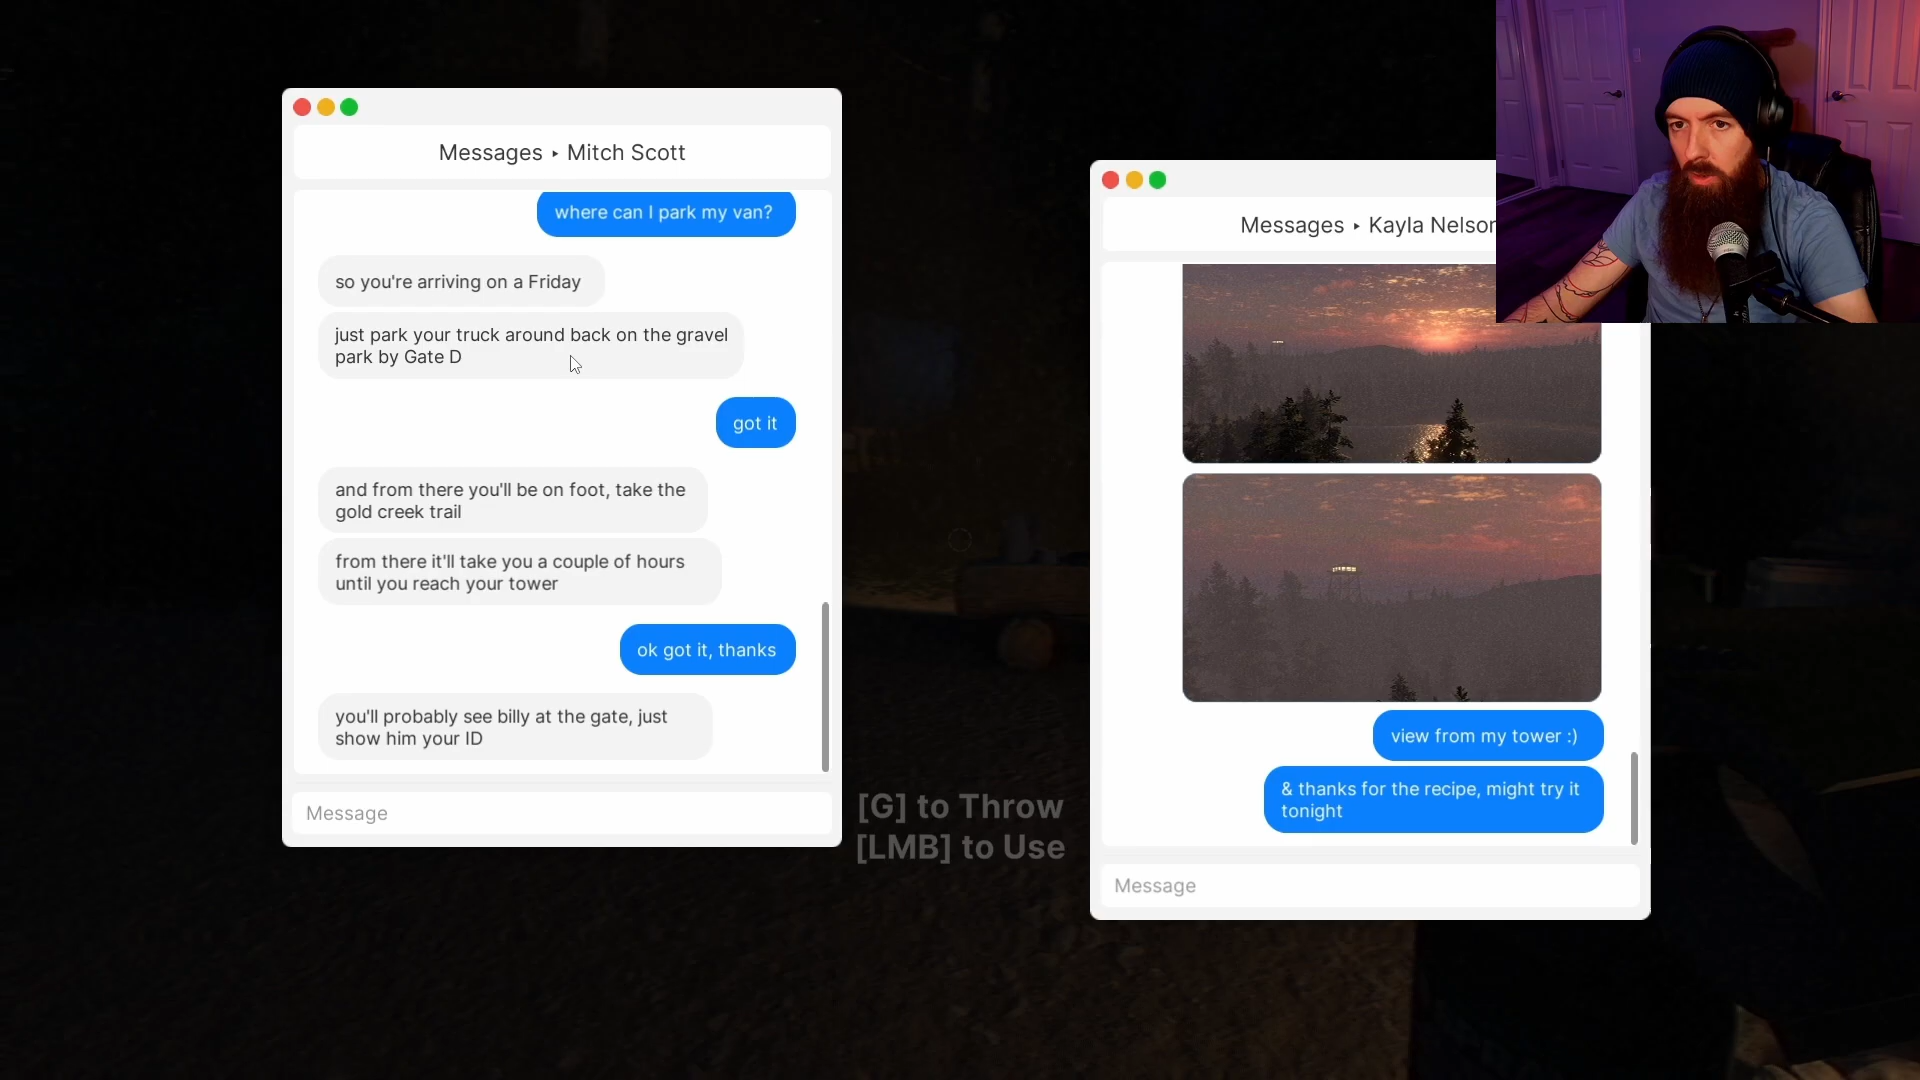 Messages ▸ Mitch Scott
where can I park my van?
so you're arriving on a Friday
just park your truck around back on the gravel
park by Gate D
got it
and from there you'll be on foot, take the
gold creek trail
from there it'll take you a couple of hours
until you reach your tower
ok got it, thanks
you'll probably see billy at the gate, just
show him your ID
Message
[G] to Throw
[LMB] to Use
Messages ▸ Kayla Nelson
view from my tower :)
& thanks for the recipe, might try it
tonight
Message